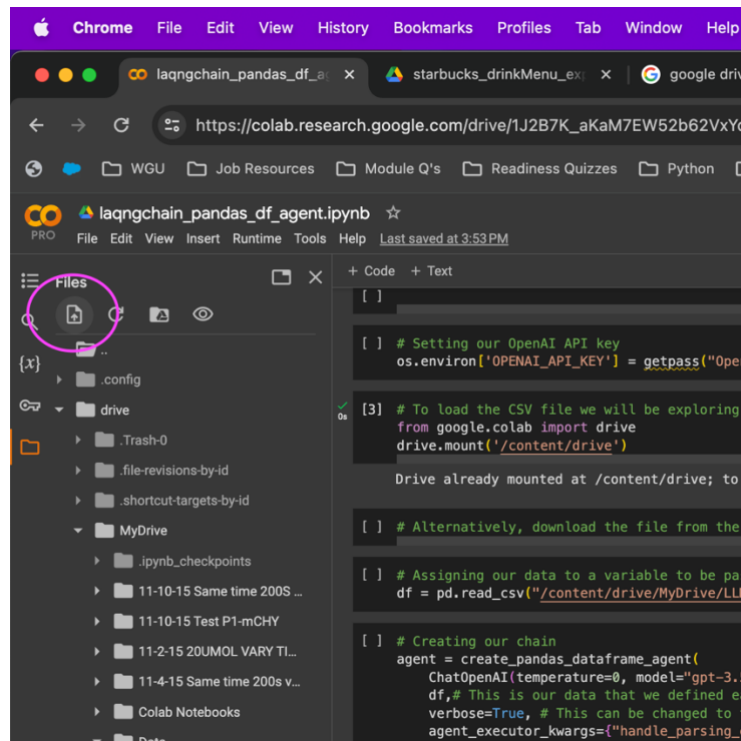 Chrome File Edit View History Bookmarks Profiles Tab Window Help
laqngchain_pandas_df_a starbucks_drinkMenu_ex google
https://colab.research.google.com/drive/1J2B7K_aKaM7EW52b62VxY
WGU Job Resources Module Q's Readiness Quizzes Python
laqngchain_pandas_df_agent.ipynb
PRO File Edit View Insert Runtime Tools Help Last saved at 3:53 PM
Files
+ Code + Text
[ ]
..
{x}
.config
drive
.Trash-0
.file-revisions-by-id
.shortcut-targets-by-id
MyDrive
.ipynb_checkpoints
11-10-15 Same time 200S ...
11-10-15 Test P1-mCHY
11-2-15 20UMOL VARY TI...
11-4-15 Same time 200s v...
Colab Notebooks
[ ] # Setting our OpenAI API key
os.environ['OPENAI_API_KEY'] = getpass("Ope
[3] # To load the CSV file we will be exploring
0s
from google.colab import drive
drive.mount('/content/drive')
Drive already mounted at /content/drive; to
[ ] # Alternatively, download the file from the
[ ] # Assigning our data to a variable to be pa
df = pd.read_csv("/content/drive/MyDrive/LL
[ ] # Creating our chain
agent = create_pandas_dataframe_agent(
ChatOpenAI(temperature=0, model="gpt-3.
df,# This is our data that we defined e
verbose=True, # This can be changed to
agent_executor_kwargs={"handle_parsing_